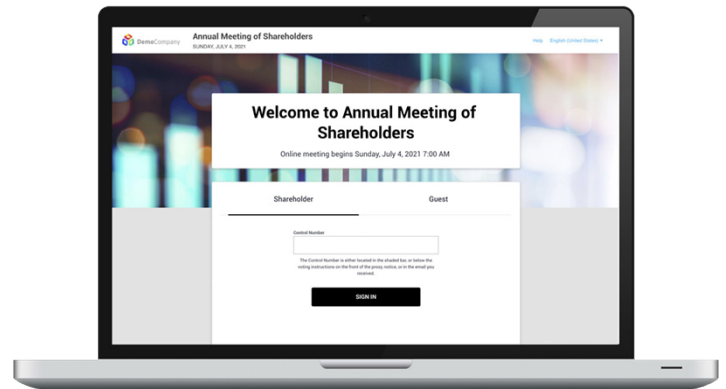 DemoCompany
Annual Meeting of Shareholders
SUNDAY, JULY 4, 2021
Help English (United States)
Welcome to Annual Meeting of
Shareholders
Online meeting begins Sunday, July 4, 2021 7:00 AM
Shareholder Guest
Control Number
The Control Number is either located in the shaded bar, or below the
voting instructions on the front of the proxy, notice, or in the email you
received.
SIGN IN